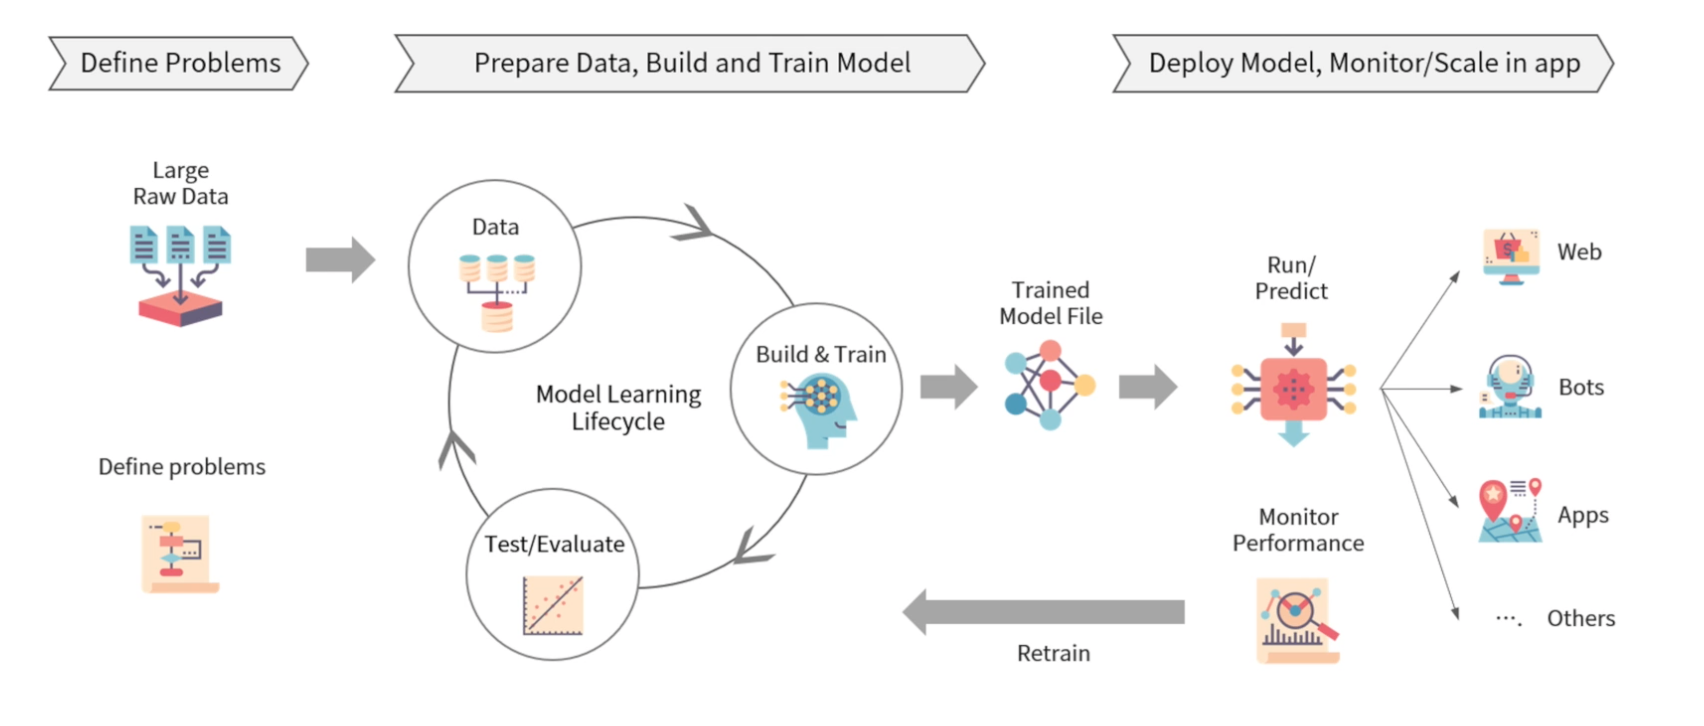 Define Problems
Prepare Data, Build and Train Model
Deploy Model, Monitor/Scale in app
Large
Raw Data
Define problems
Data
Build & Train
Model Learning
Lifecycle
Test/Evaluate
Trained
Model File
Run/
Predict
Monitor
Performance
Retrain
Web
Bots
Apps
.... Others